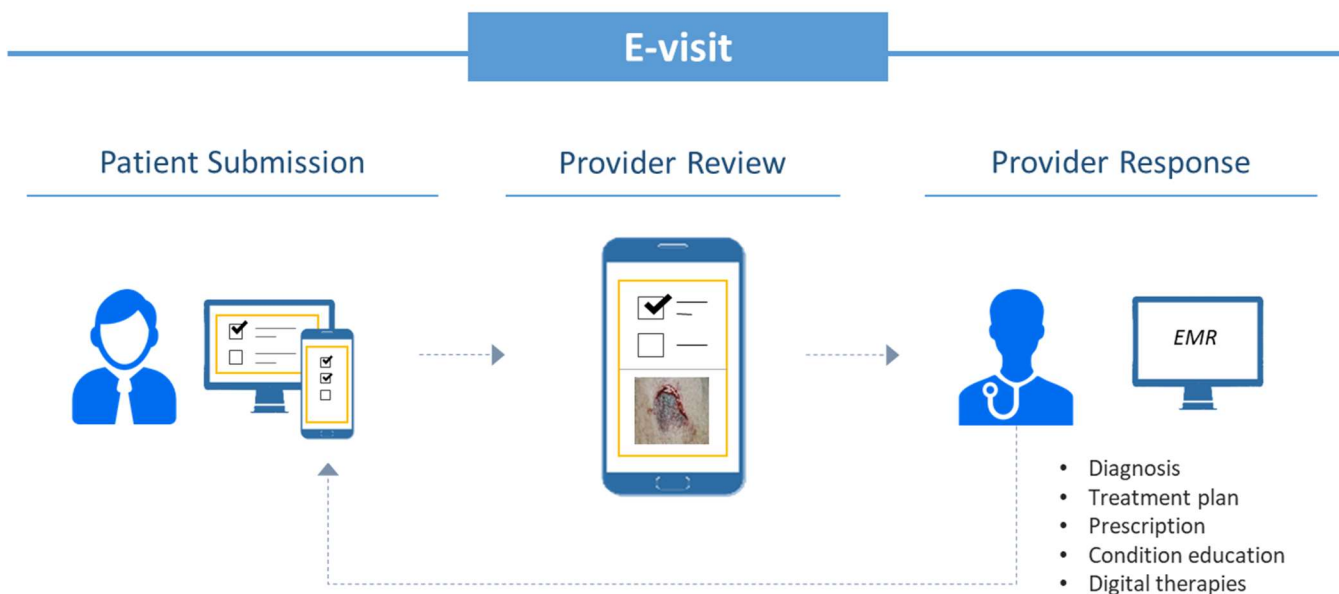 E-visit
Patient Submission
Provider Review
Provider Response
EMR
• Diagnosis
• Treatment plan
• Prescription
• Condition education
• Digital therapies